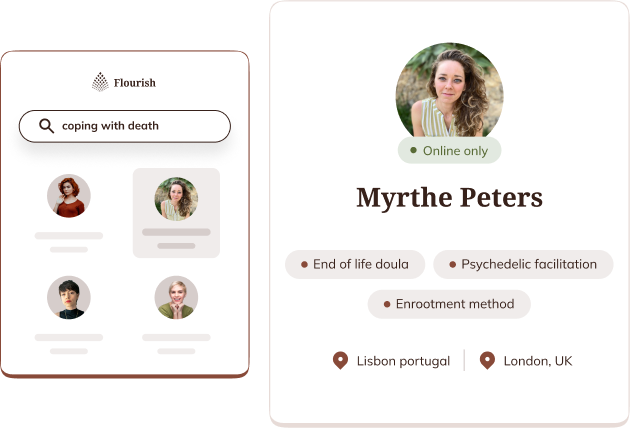 Flourish
coping with death
Online only
Myrthe Peters
End of life doula
Psychedelic facilitation
Enrootment method
Lisbon portugal
London, UK